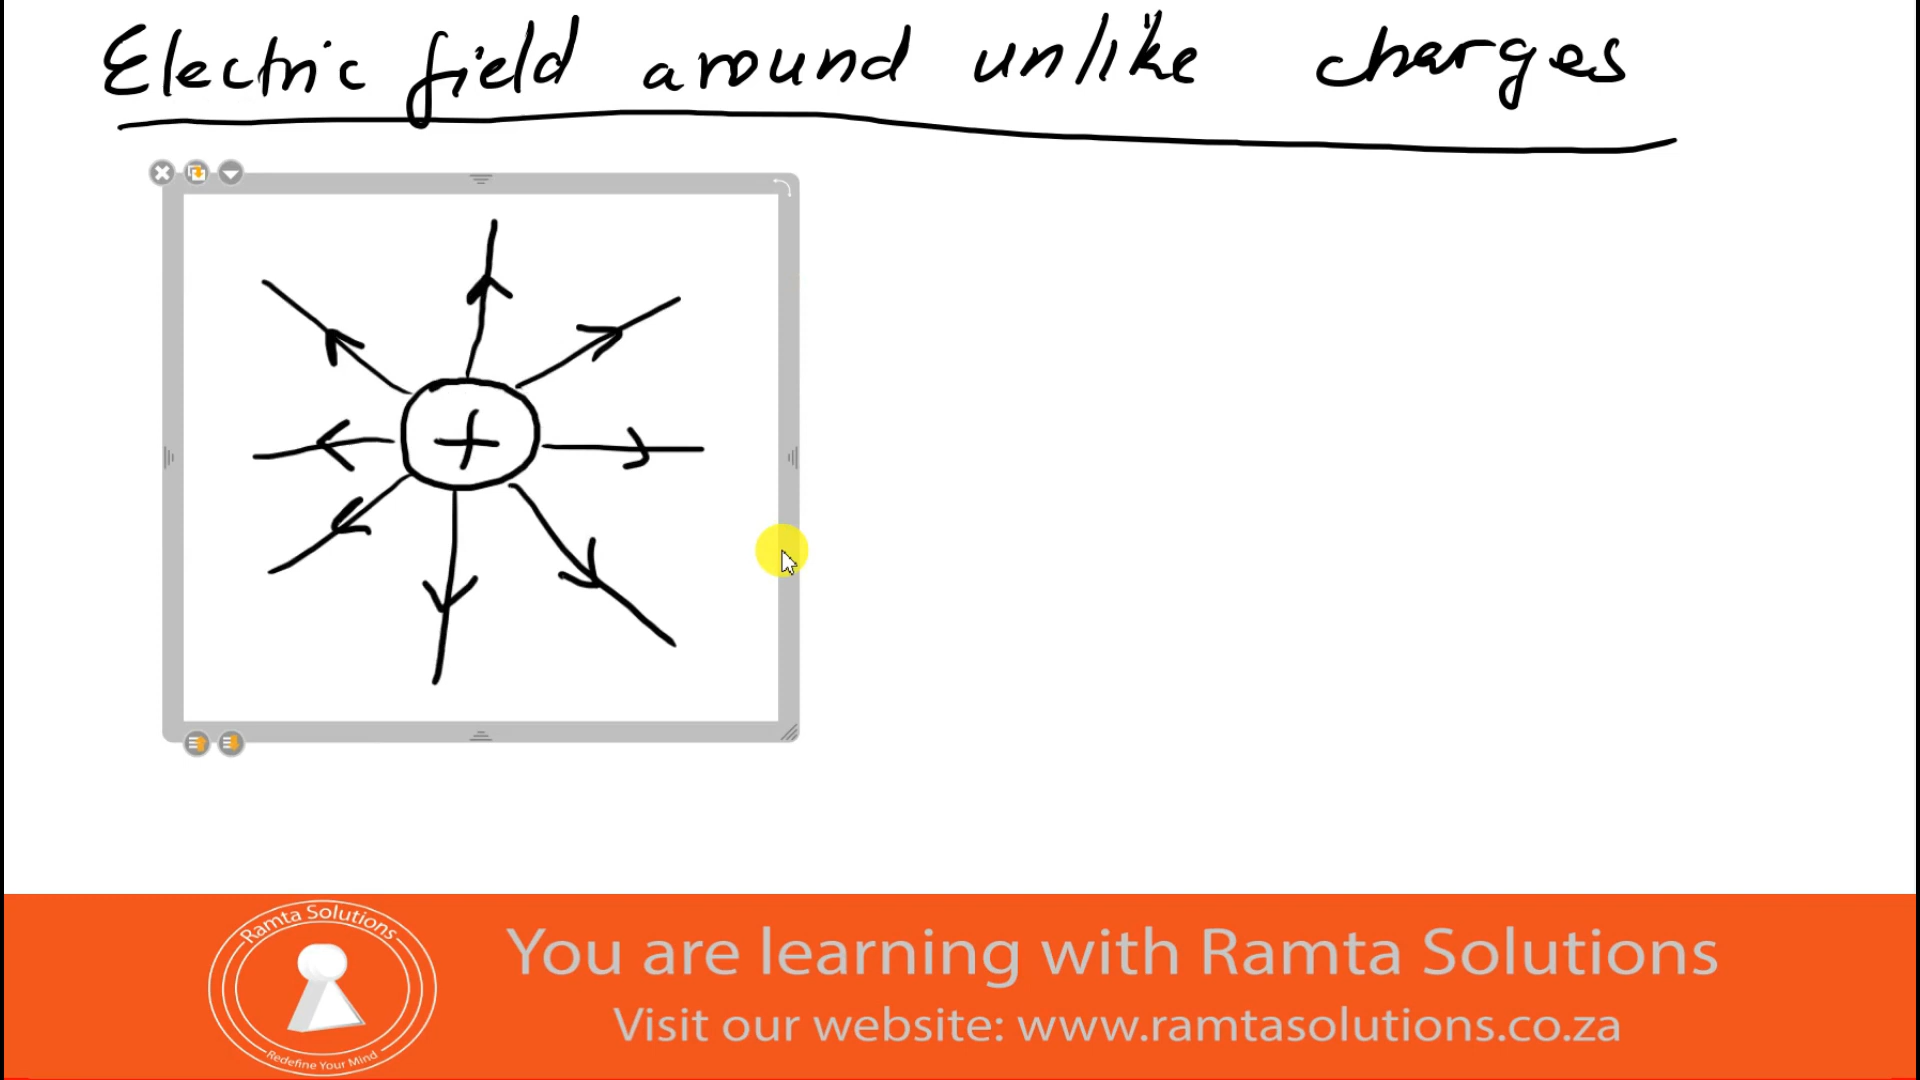 Electric field around unlike charges
+
Ramta Solutions
Redefine Your Mind
You are learning with Ramta Solutions
Visit our website: www.ramtasolutions.co.za